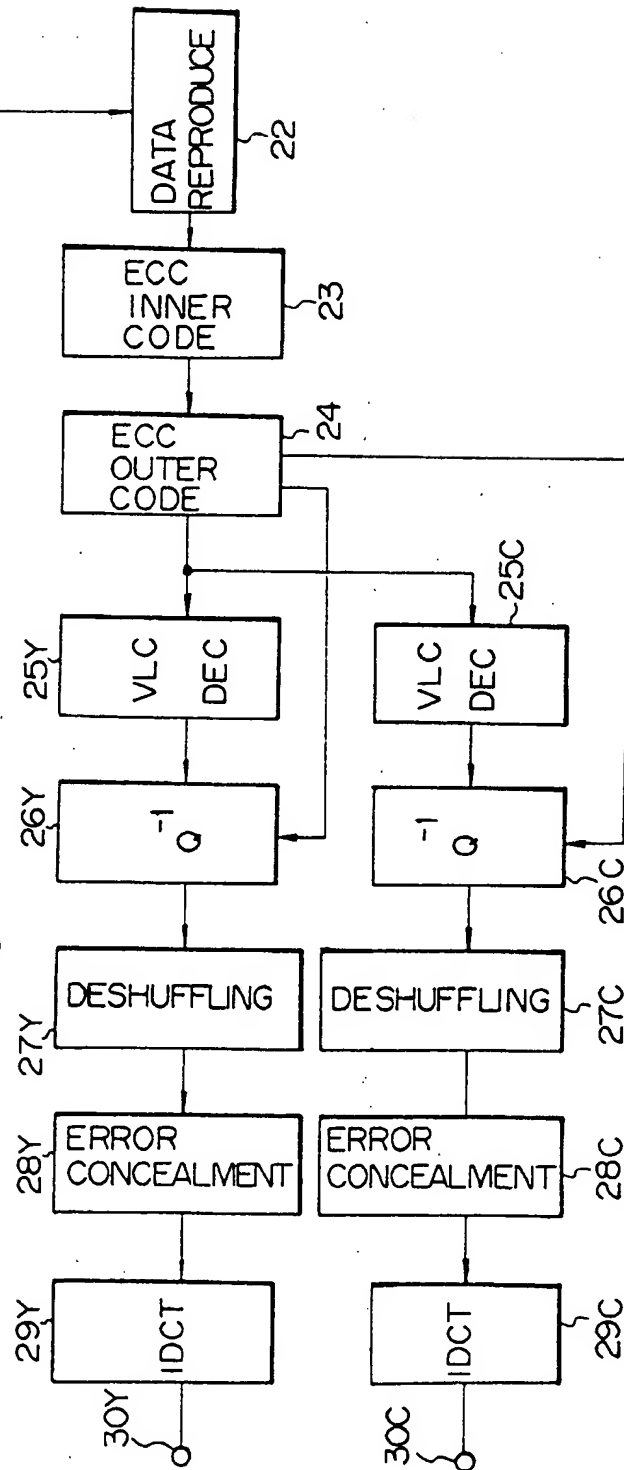 DATA
REPRODUCE
22
ECC
INNER
CODE
23
ECC
OUTER
CODE
24
25Y
VLC
DEC
25C
VLC
DEC
26Y
Q⁻¹
26C
Q⁻¹
27Y
DESHUFFLING
27C
DESHUFFLING
28Y
ERROR
CONCEALMENT
28C
ERROR
CONCEALMENT
29Y
IDCT
29C
IDCT
30Y
30C